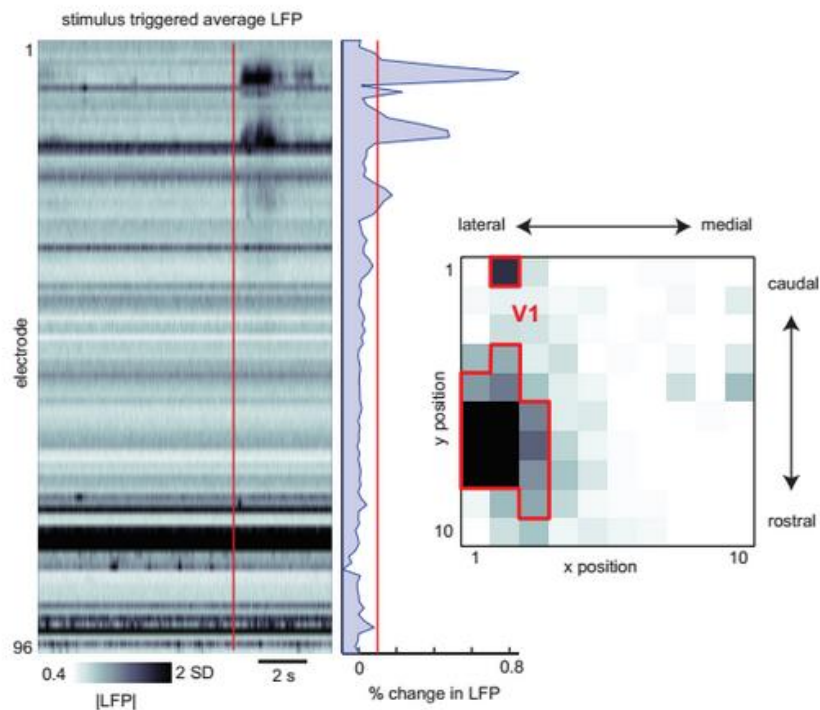 stimulus triggered average LFP
1
electrode
96
0.4
2 SD
|LFP|
2 s
0
0.8
% change in LFP
lateral
medial
1
V1
y position
10
caudal
rostral
1
10
x position